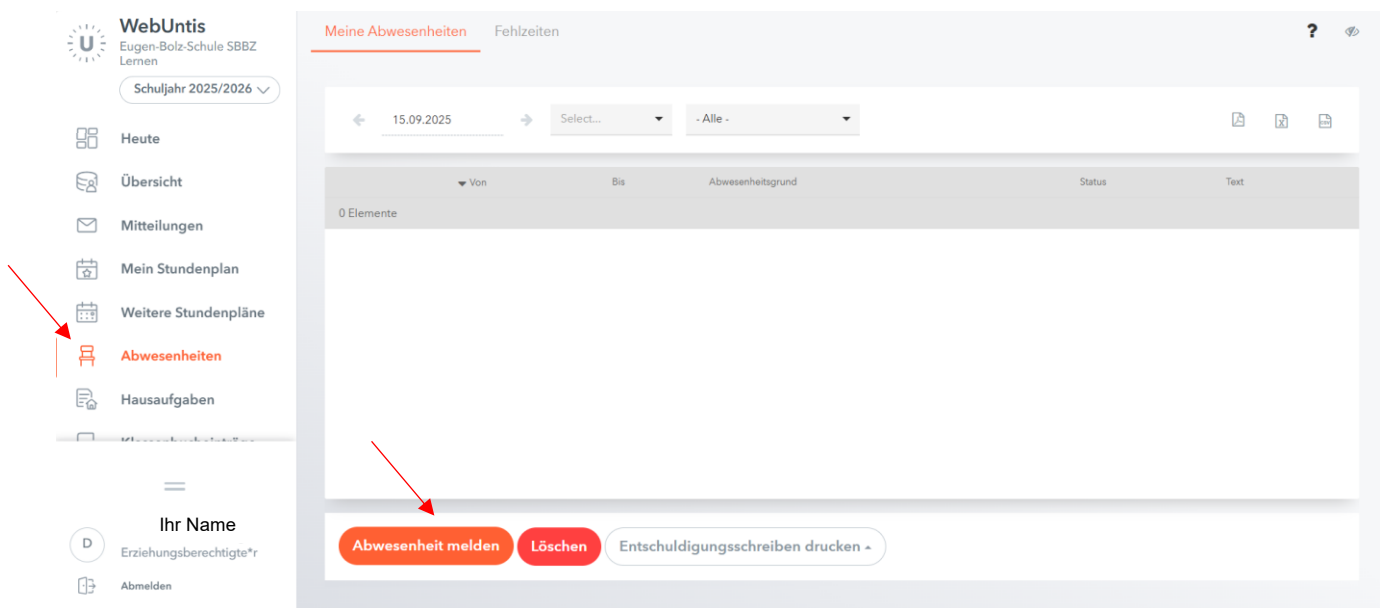 WebUntis
Eugen-Bolz-Schule SBBZ
Lernen
Schuljahr 2025/2026
Heute
Übersicht
Mitteilungen
Mein Stundenplan
Weitere Stundenpläne
Abwesenheiten
Hausaufgaben
Ihr Name
D
Erziehungsberechtigte*r
Abmelden
Meine Abwesenheiten Fehlzeiten
?
15.09.2025 Select... - Alle -
Von Bis Abwesenheitsgrund Status Text
0 Elemente
Abwesenheit melden Löschen Entschuldigungsschreiben drucken